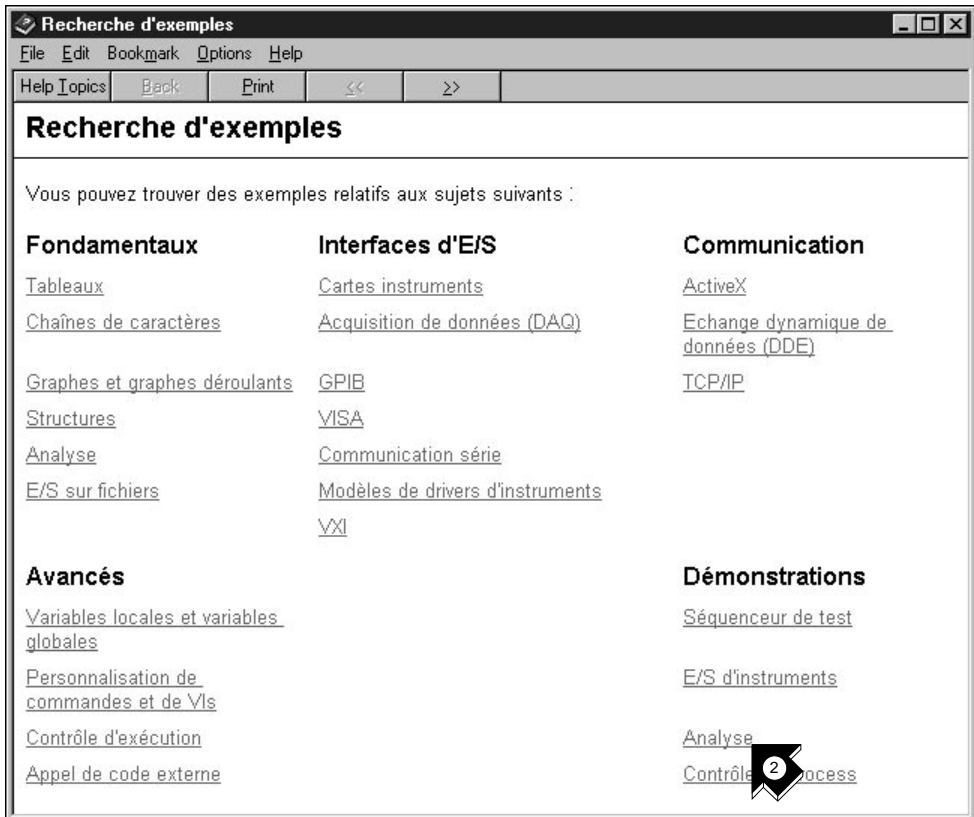 Recherche d'exemples
File Edit Bookmark Options Help
Help Topics Back Print << >>
Recherche d'exemples
Vous pouvez trouver des exemples relatifs aux sujets suivants :
Fondamentaux
Tableaux
Chaînes de caractères
Graphes et graphes déroulants
Structures
Analyse
E/S sur fichiers
Interfaces d'E/S
Cartes instruments
Acquisition de données (DAQ)
GPIB
VISA
Communication série
Modèles de drivers d'instruments
VXI
Communication
ActiveX
Echange dynamique de
données (DDE)
TCP/IP
Avancés
Variables locales et variables
globales
Personnalisation de
commandes et de VIs
Contrôle d'exécution
Appel de code externe
Démonstrations
Séquenceur de test
E/S d'instruments
Analyse
Contrôle ocess
2